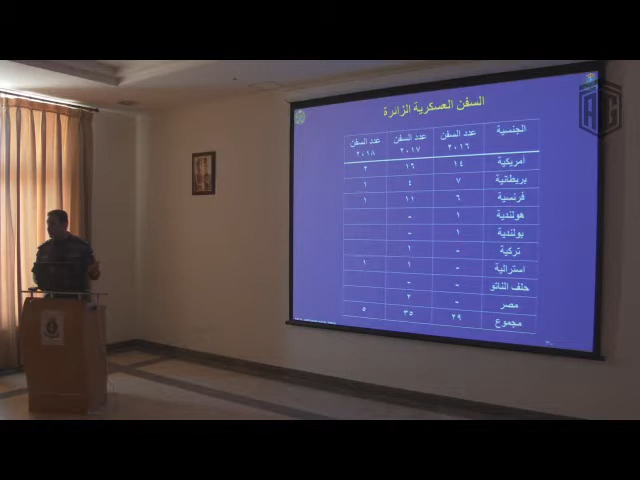 السفن العسكرية الزائرة
الجنسية عدد السفن ٢٠١٦ عدد السفن ٢٠١٧ عدد السفن ٢٠١٨
أمريكية ١٤ ١٦ ٢
بريطانية ٧ ٤ ١
فرنسية ٦ ١١ ١
هولندية ١ -
بولندية ١ -
تركية - ١
استرالية - ١ ١
حلف الناتو - -
مصر - ٢
مجموع ٢٩ ٣٥ ٥